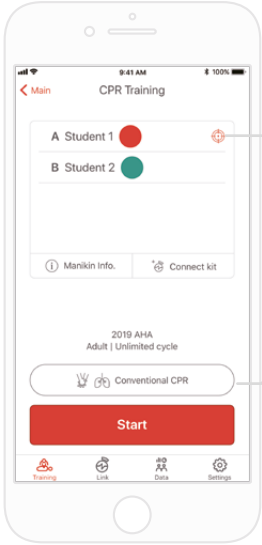 9:41 AM
100%
Main
CPR Training
A Student 1
B Student 2
Manikin Info.
Connect kit
2019 AHA
Adult | Unlimited cycle
Conventional CPR
Start
Training
Link
Data
Settings